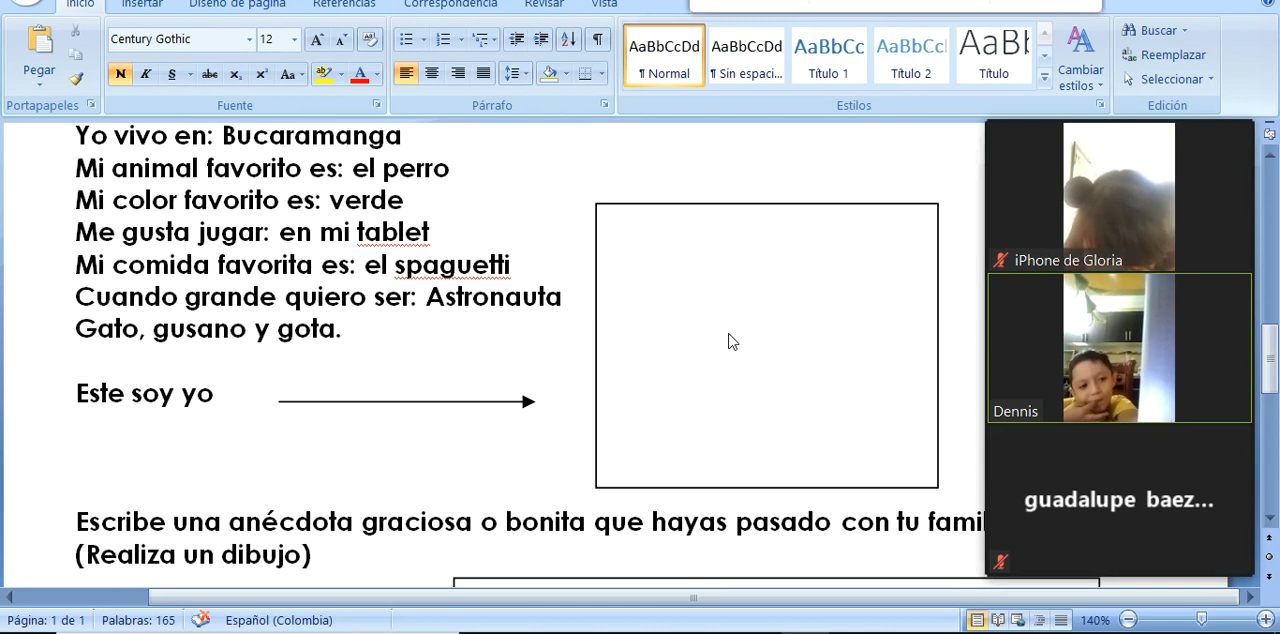 Inicio Insertar Diseño de página Referencias Correspondencia Revisar Vista
Pegar
Portapapeles
Century Gothic 12
N K S abc x₂ x² Aa
Fuente
Párrafo
AaBbCcDd AaBbCcDd AaBbCc AaBbCc AaB
¶ Normal ¶ Sin espaci... Título 1 Título 2 Título
Cambiar
estilos
Estilos
Buscar
Reemplazar
Seleccionar
Edición
Yo vivo en: Bucaramanga
Mi animal favorito es: el perro
Mi color favorito es: verde
Me gusta jugar: en mi tablet
Mi comida favorita es: el spaguetti
Cuando grande quiero ser: Astronauta
Gato, gusano y gota.
Este soy yo
Escribe una anécdota graciosa o bonita que hayas pasado con tu famil
(Realiza un dibujo)
iPhone de Gloria
Dennis
guadalupe baez...
Página: 1 de 1 Palabras: 165 Español (Colombia) 140%